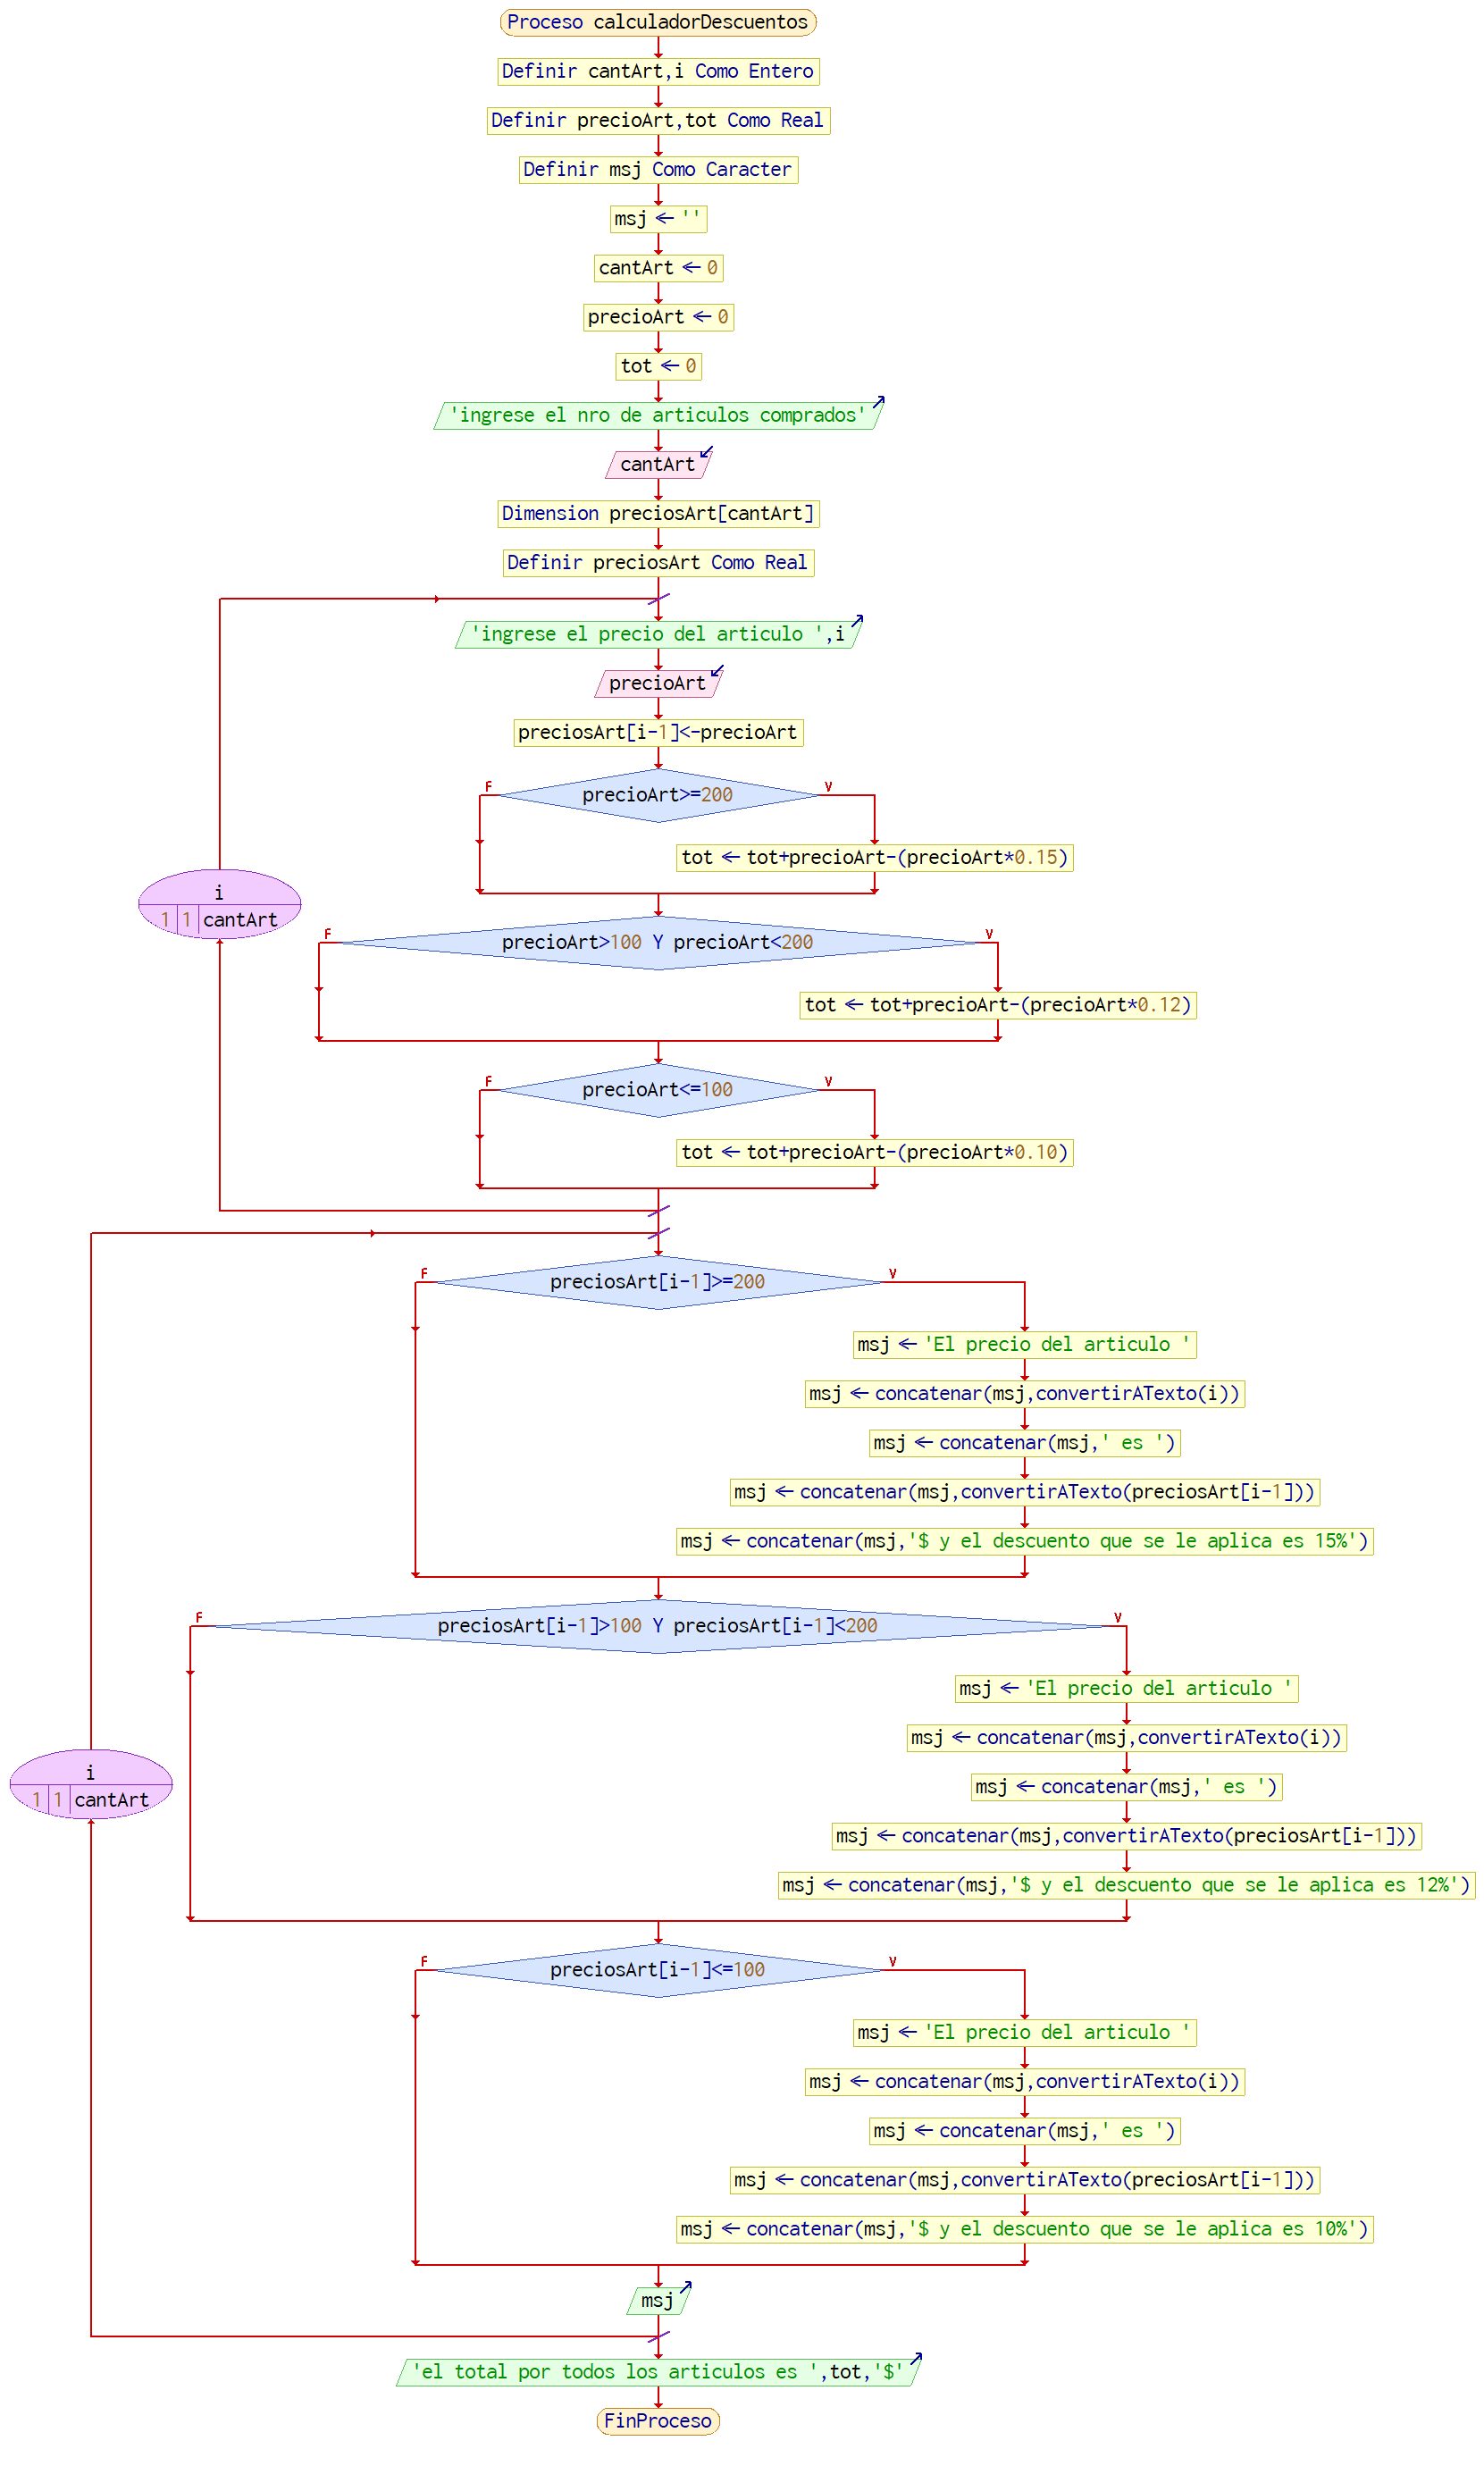 Proceso calculadorDescuentos
Definir cantArt,i Como Entero
Definir precioArt,tot Como Real
Definir msj Como Caracter
msj ← ''
cantArt ← 0
precioArt ← 0
tot ← 0
'ingrese el nro de articulos comprados'
cantArt
Dimension preciosArt[cantArt]
Definir preciosArt Como Real
'ingrese el precio del articulo ',i
precioArt
preciosArt[i-1]<-precioArt
F
precioArt>=200
V
tot ← tot+precioArt-(precioArt*0.15)
i
1 1 cantArt
F
precioArt>100 Y precioArt<200
V
tot ← tot+precioArt-(precioArt*0.12)
F
precioArt<=100
V
tot ← tot+precioArt-(precioArt*0.10)
F
preciosArt[i-1]>=200
V
msj ← 'El precio del articulo '
msj ← concatenar(msj,convertirATexto(i))
msj ← concatenar(msj,' es ')
msj ← concatenar(msj,convertirATexto(preciosArt[i-1]))
msj ← concatenar(msj,'$ y el descuento que se le aplica es 15%')
F
preciosArt[i-1]>100 Y preciosArt[i-1]<200
V
msj ← 'El precio del articulo '
msj ← concatenar(msj,convertirATexto(i))
i
1 1 cantArt
msj ← concatenar(msj,' es ')
msj ← concatenar(msj,convertirATexto(preciosArt[i-1]))
msj ← concatenar(msj,'$ y el descuento que se le aplica es 12%')
F
preciosArt[i-1]<=100
V
msj ← 'El precio del articulo '
msj ← concatenar(msj,convertirATexto(i))
msj ← concatenar(msj,' es ')
msj ← concatenar(msj,convertirATexto(preciosArt[i-1]))
msj ← concatenar(msj,'$ y el descuento que se le aplica es 10%')
msj
'el total por todos los articulos es ',tot,'$'
FinProceso